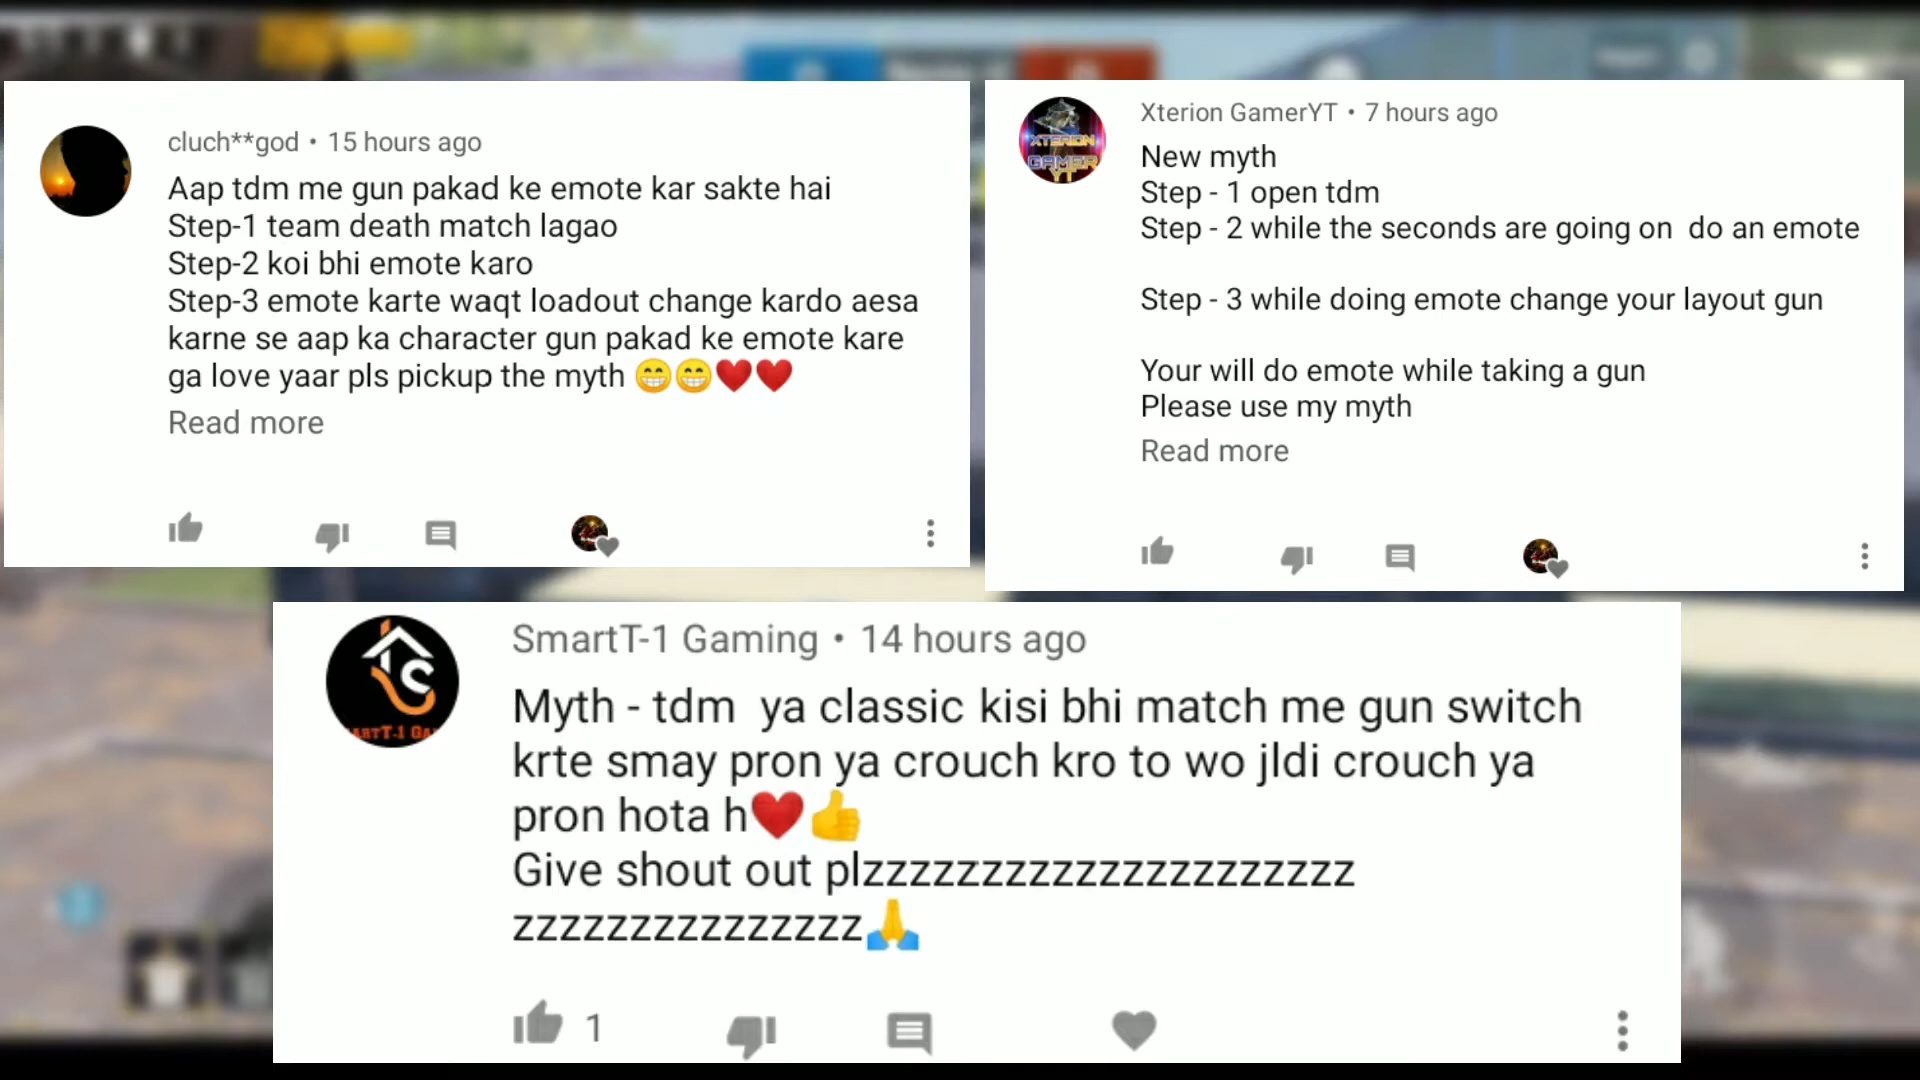 cluch**god • 15 hours ago
Aap tdm me gun pakad ke emote kar sakte hai
Step-1 team death match lagao
Step-2 koi bhi emote karo
Step-3 emote karte waqt loadout change kardo aesa
karne se aap ka character gun pakad ke emote kare
ga love yaar pls pickup the myth 😁😁❤️❤️
Read more
XTERION
GAMER
YT
Xterion GamerYT • 7 hours ago
New myth
Step - 1 open tdm
Step - 2 while the seconds are going on  do an emote
Step - 3 while doing emote change your layout gun
Your will do emote while taking a gun
Please use my myth
Read more
SmartT-1 Gaming • 14 hours ago
Myth - tdm  ya classic kisi bhi match me gun switch
krte smay pron ya crouch kro to wo jldi crouch ya
pron hota h❤️👍
Give shout out plzzzzzzzzzzzzzzzzzzzzz
zzzzzzzzzzzzzzz🙏
1